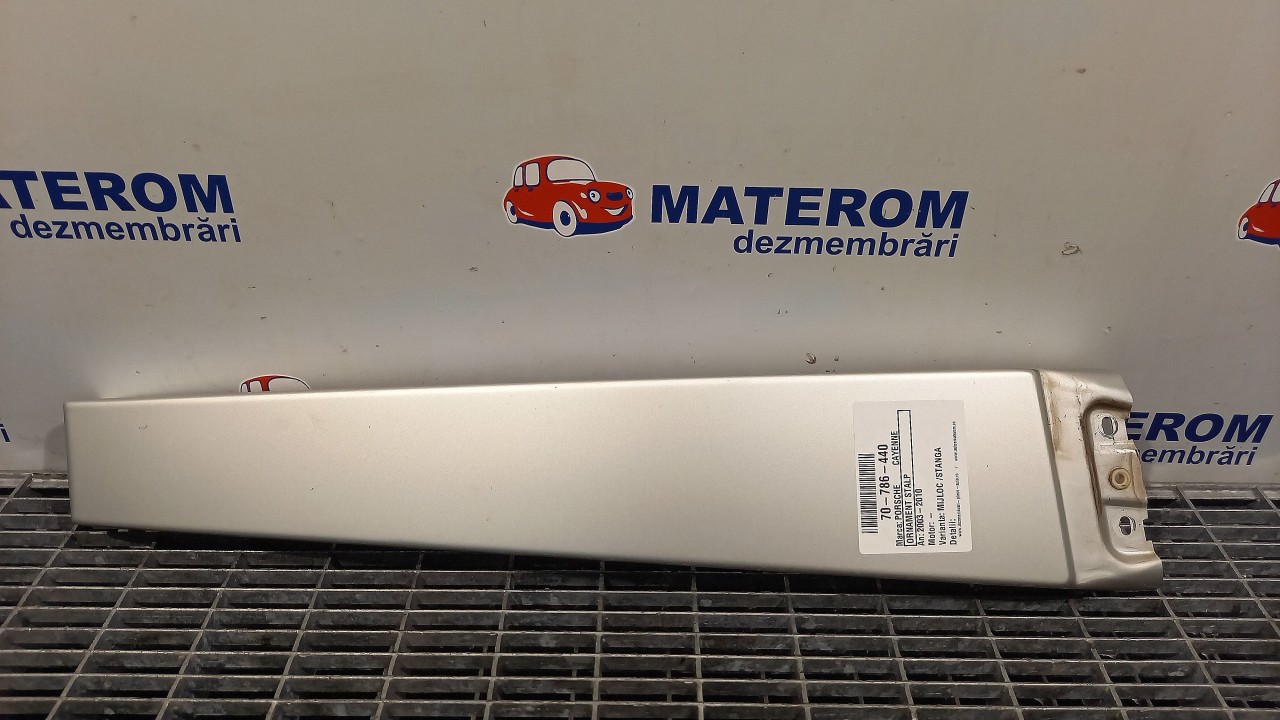 TEROM
dezmembrări
MATEROM
dezmembrări
EROM
membrări
70-786-440
Marca: PORSCHE CAYENNE
ORNAMENT STALP
An: 2003-2010
Motor: -
Varianta: MIJLOC /STANGA
Detalii: